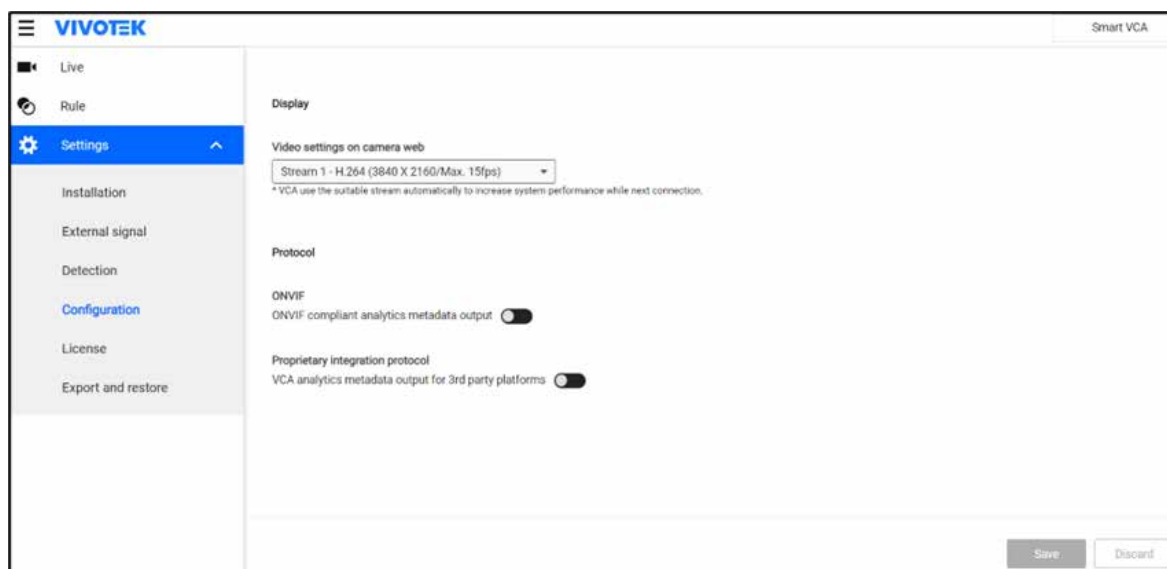 VIVOTEK
Smart VCA
Live
Rule
Settings
Installation
External signal
Detection
Configuration
License
Export and restore
Display
Video settings on camera web
Stream 1 - H.264 (3840 X 2160/Max. 15fps)
* VCA use the suitable stream automatically to increase system performance while next connection.
Protocol
ONVIF
ONVIF compliant analytics metadata output
Proprietary integration protocol
VCA analytics metadata output for 3rd party platforms
Save
Discard